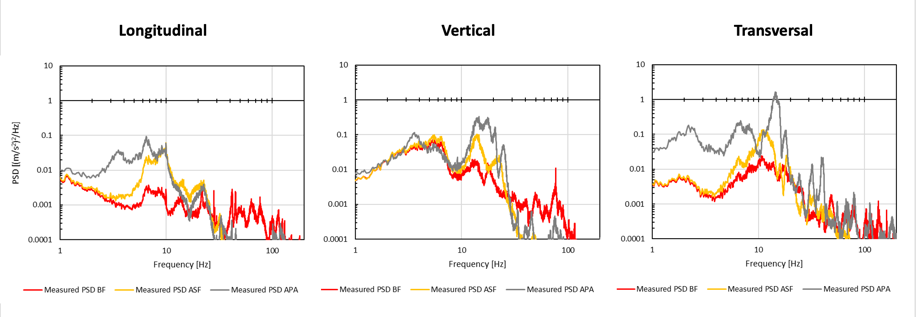 Longitudinal
Vertical
Transversal
PSD [(m/s²)²/Hz]
10
1
0.1
0.01
0.001
0.0001
1
10
100
Frequency [Hz]
Measured PSD BF
Measured PSD ASF
Measured PSD APA
10
1
0.1
0.01
0.001
0.0001
1
10
100
Frequency [Hz]
Measured PSD BF
Measured PSD ASF
Measured PSD APA
10
1
0.1
0.01
0.001
0.0001
1
10
100
Frequency [Hz]
Measured PSD BF
Measured PSD ASF
Measured PSD APA